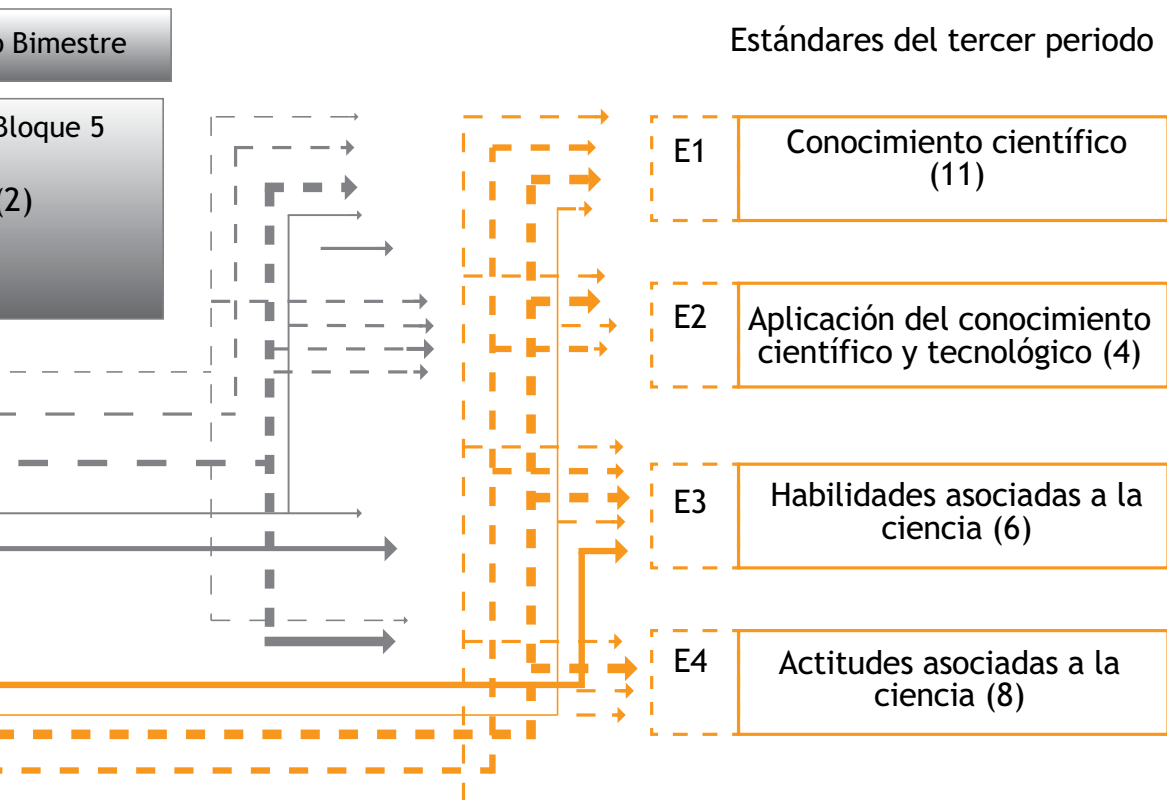 o Bimestre
Estándares del tercer periodo
Bloque 5
(2)
E1
Conocimiento científico
(11)
E2
Aplicación del conocimiento
científico y tecnológico (4)
E3
Habilidades asociadas a la
ciencia (6)
E4
Actitudes asociadas a la
ciencia (8)